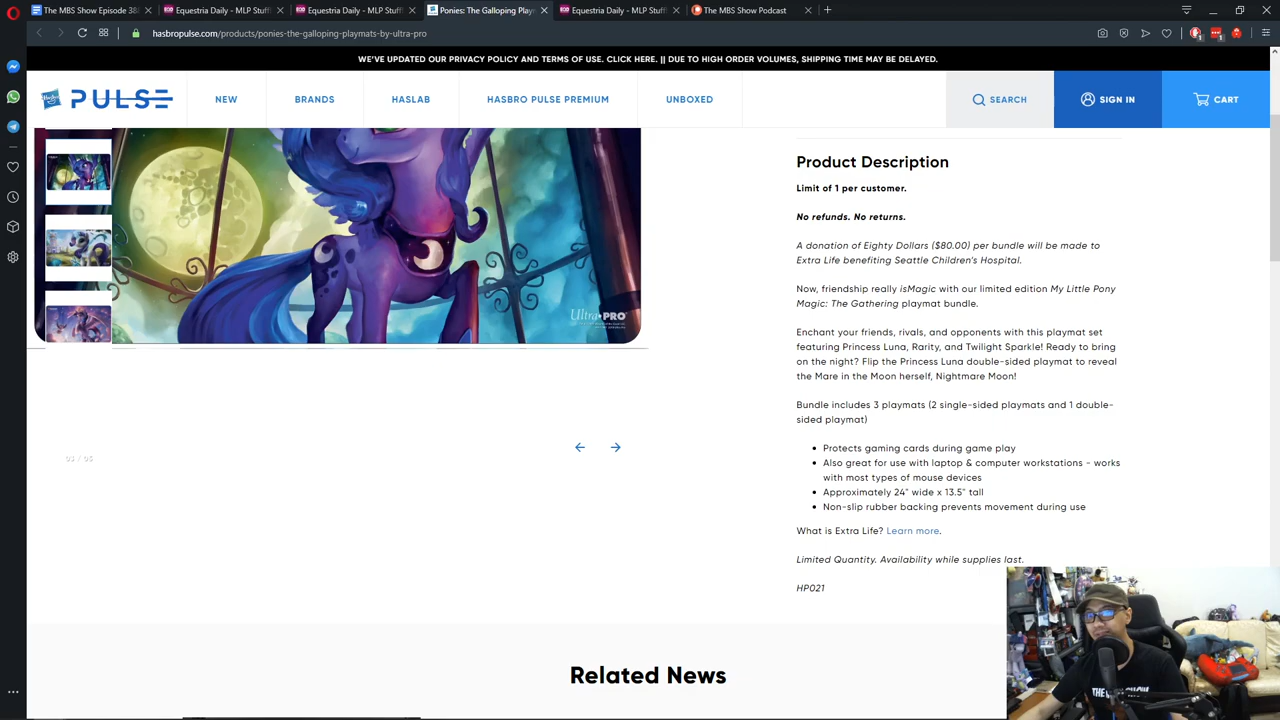 The MBS Show Episode 38
Equestria Daily - MLP Stuff
Equestria Daily - MLP Stuff
Ponies: The Galloping Play
Equestria Daily - MLP Stuff
The MBS Show Podcast
hasbropulse.com/products/ponies-the-galloping-playmats-by-ultra-pro
WE'VE UPDATED OUR PRIVACY POLICY AND TERMS OF USE. CLICK HERE. || DUE TO HIGH ORDER VOLUMES, SHIPPING TIME MAY BE DELAYED.
PULSE NEW BRANDS HASLAB HASBRO PULSE PREMIUM UNBOXED SEARCH SIGN IN CART
Product Description
Limit of 1 per customer.
No refunds. No returns.
A donation of Eighty Dollars ($80.00) per bundle will be made to
Extra Life benefiting Seattle Children's Hospital.
Now, friendship really isMagic with our limited edition My Little Pony
Magic: The Gathering playmat bundle.
Enchant your friends, rivals, and opponents with this playmat set
featuring Princess Luna, Rarity, and Twilight Sparkle! Ready to bring
on the night? Flip the Princess Luna double-sided playmat to reveal
the Mare in the Moon herself, Nightmare Moon!
Bundle includes 3 playmats (2 single-sided playmats and 1 double-
sided playmat)
• Protects gaming cards during game play
• Also great for use with laptop & computer workstations - works
with most types of mouse devices
• Approximately 24" wide x 13.5" tall
• Non-slip rubber backing prevents movement during use
What is Extra Life? Learn more.
Limited Quantity. Availability while supplies last.
HP021
Ultra PRO
03 / 05
Related News